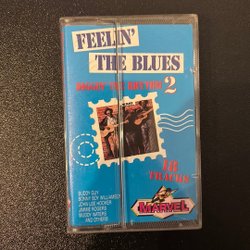 FEELIN'
THE BLUES
2
BUDDY GUY
SONNY BOY WILLIAMSON
JOHN LEE HOOKER
JIMMIE ROGERS
MUDDY WATERS
AND OTHERS
TRACKS
MARVEL